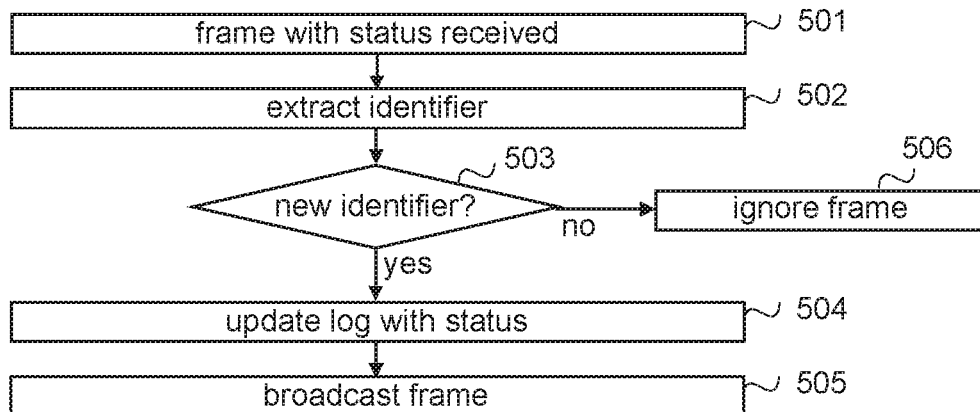 frame with status received 501
extract identifier 502
503
506
new identifier?
no
ignore frame
yes
update log with status 504
broadcast frame 505